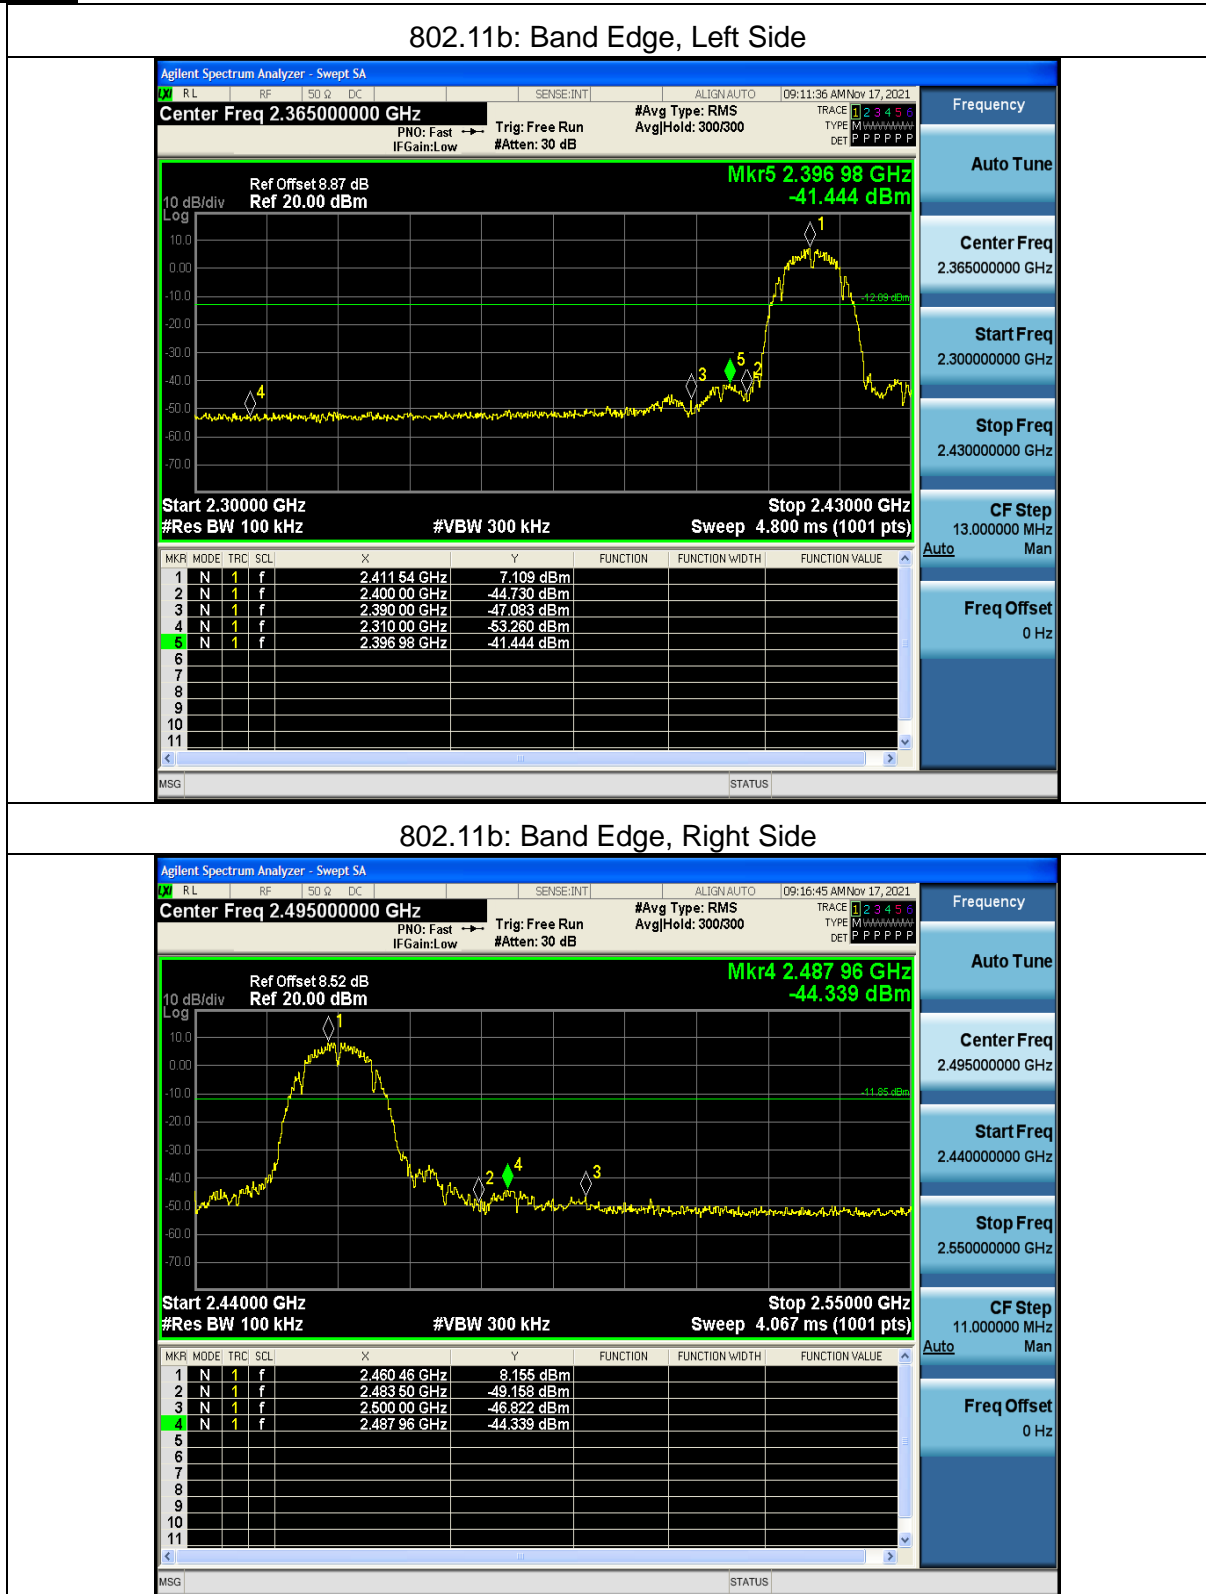 802.11b: Band Edge, Left Side
Agilent Spectrum Analyzer - Swept SA
LXI RL RF 50 Ω DC SENSE:INT ALIGN AUTO 09:11:36 AM Nov 17, 2021
Center Freq 2.365000000 GHz
PNO: Fast
IFGain:Low
Trig: Free Run
#Atten: 30 dB
#Avg Type: RMS
Avg|Hold: 300/300
TRACE 1 2 3 4 5 6
TYPE M
DET P P P P P P
Ref Offset 8.87 dB
10 dB/div Ref 20.00 dBm
Log
Mkr5 2.396 98 GHz
-41.444 dBm
10.0
0.00
-10.0
-20.0
-30.0
-40.0
-50.0
-60.0
-70.0
-12.09 dBm
1
5
2
3
4
Start 2.30000 GHz Stop 2.43000 GHz
#Res BW 100 kHz #VBW 300 kHz Sweep 4.800 ms (1001 pts)
MKR MODE TRC SCL X Y FUNCTION FUNCTION WIDTH FUNCTION VALUE
1 N 1 f 2.411 54 GHz 7.109 dBm
2 N 1 f 2.400 00 GHz -44.730 dBm
3 N 1 f 2.390 00 GHz -47.083 dBm
4 N 1 f 2.310 00 GHz -53.260 dBm
5 N 1 f 2.396 98 GHz -41.444 dBm
6
7
8
9
10
11
MSG STATUS
Frequency
Auto Tune
Center Freq
2.365000000 GHz
Start Freq
2.300000000 GHz
Stop Freq
2.430000000 GHz
CF Step
13.000000 MHz
Auto Man
Freq Offset
0 Hz
802.11b: Band Edge, Right Side
Agilent Spectrum Analyzer - Swept SA
LXI RL RF 50 Ω DC SENSE:INT ALIGN AUTO 09:16:45 AM Nov 17, 2021
Center Freq 2.495000000 GHz
PNO: Fast
IFGain:Low
Trig: Free Run
#Atten: 30 dB
#Avg Type: RMS
Avg|Hold: 300/300
TRACE 1 2 3 4 5 6
TYPE M
DET P P P P P P
Ref Offset 8.52 dB
10 dB/div Ref 20.00 dBm
Log
Mkr4 2.487 96 GHz
-44.339 dBm
10.0
0.00
-10.0
-20.0
-30.0
-40.0
-50.0
-60.0
-70.0
-11.85 dBm
1
2
4
3
Start 2.44000 GHz Stop 2.55000 GHz
#Res BW 100 kHz #VBW 300 kHz Sweep 4.067 ms (1001 pts)
MKR MODE TRC SCL X Y FUNCTION FUNCTION WIDTH FUNCTION VALUE
1 N 1 f 2.460 46 GHz 8.155 dBm
2 N 1 f 2.483 50 GHz -49.158 dBm
3 N 1 f 2.500 00 GHz -46.822 dBm
4 N 1 f 2.487 96 GHz -44.339 dBm
5
6
7
8
9
10
11
MSG STATUS
Frequency
Auto Tune
Center Freq
2.495000000 GHz
Start Freq
2.440000000 GHz
Stop Freq
2.550000000 GHz
CF Step
11.000000 MHz
Auto Man
Freq Offset
0 Hz